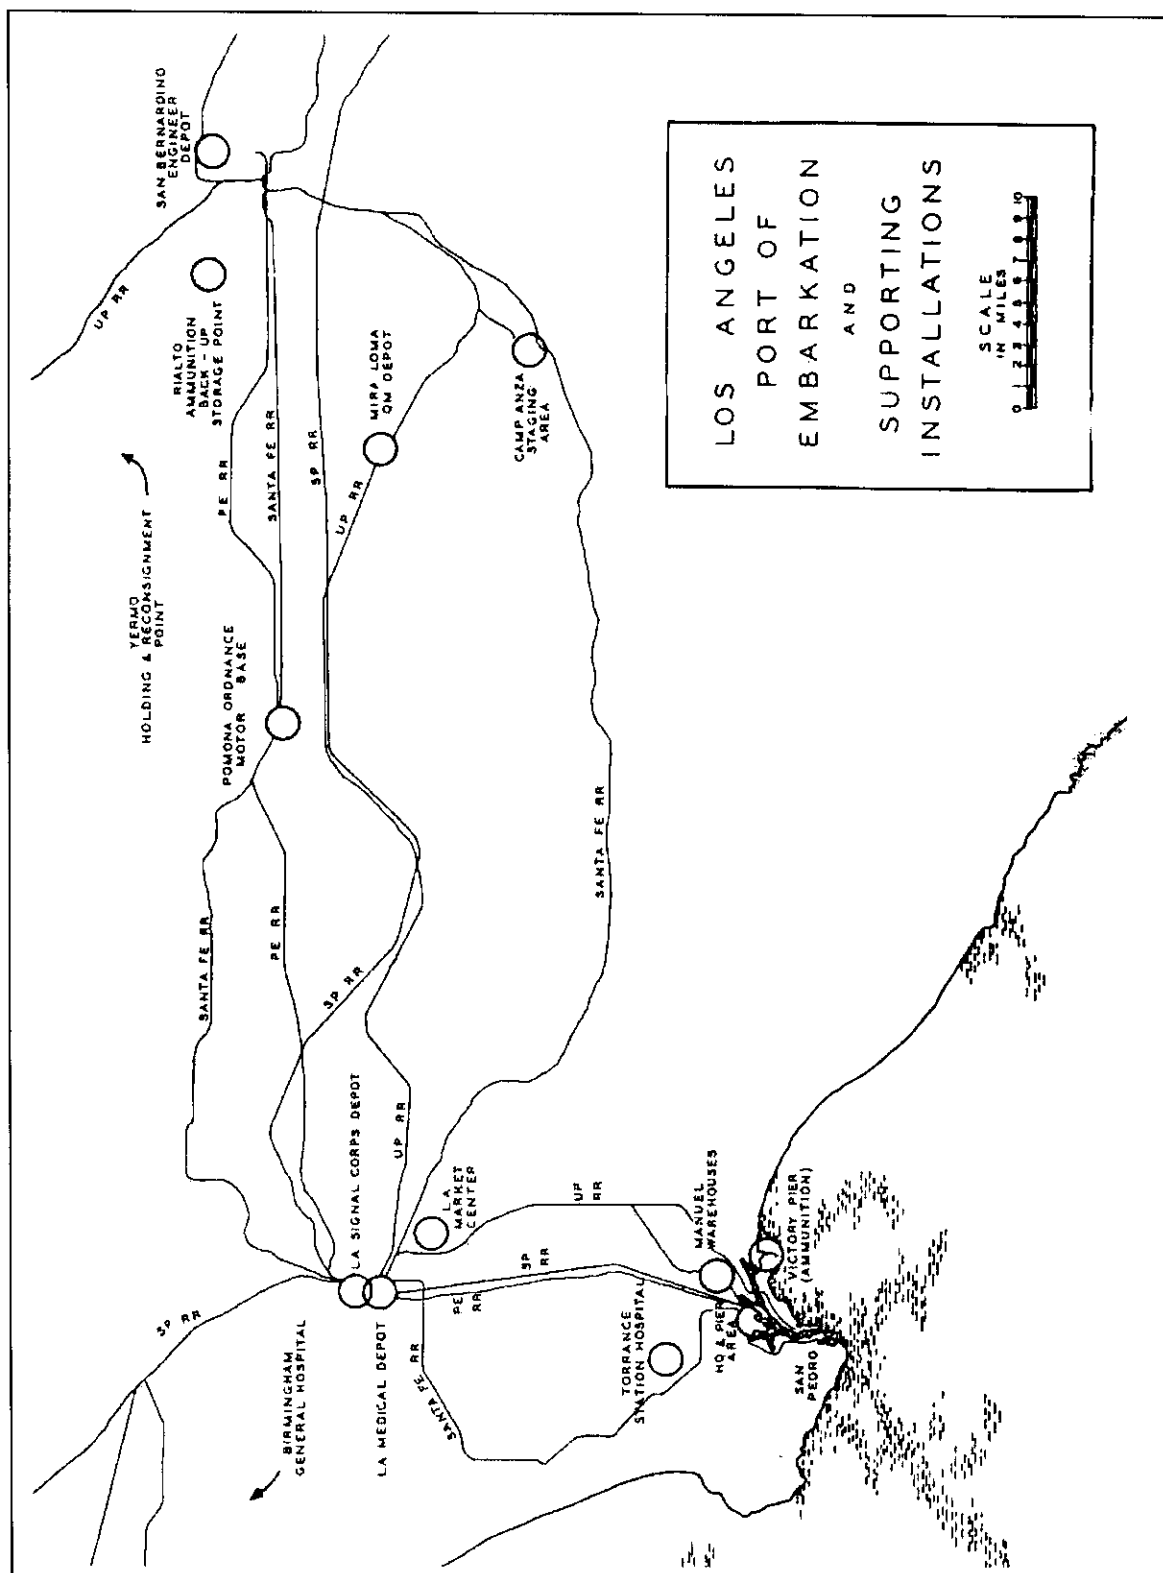 LOS ANGELES
PORT OF
EMBARKATION
AND
SUPPORTING
INSTALLATIONS
SCALE
IN MILES
0 1 2 3 4 5 6 7 8 9 10
SAN BERNARDINO
ENGINEER
DEPOT
UP RR
RIALTO
AMMUNITION
BACK - UP
STORAGE POINT
YERMO
HOLDING & RECONSIGNMENT
POINT
PE RR
SANTA FE RR
SP RR
UP RR
MIRA LOMA
QM DEPOT
CAMP ANZA
STAGING
AREA
POMONA ORDNANCE
MOTOR BASE
SANTA FE RR
PE RR
SP RR
SANTA FE RR
UP RR
LA SIGNAL CORPS DEPOT
LA
MARKET
CENTER
SP RR
BIRMINGHAM
GENERAL HOSPITAL
LA MEDICAL DEPOT
SANTA FE
RR
PE
RR
SP
RR
UP
RR
MANUEL
WAREHOUSES
TORRANCE
STATION HOSPITAL
HQ & PIER
AREA
VICTORY PIER
(AMMUNITION)
SAN
PEDRO